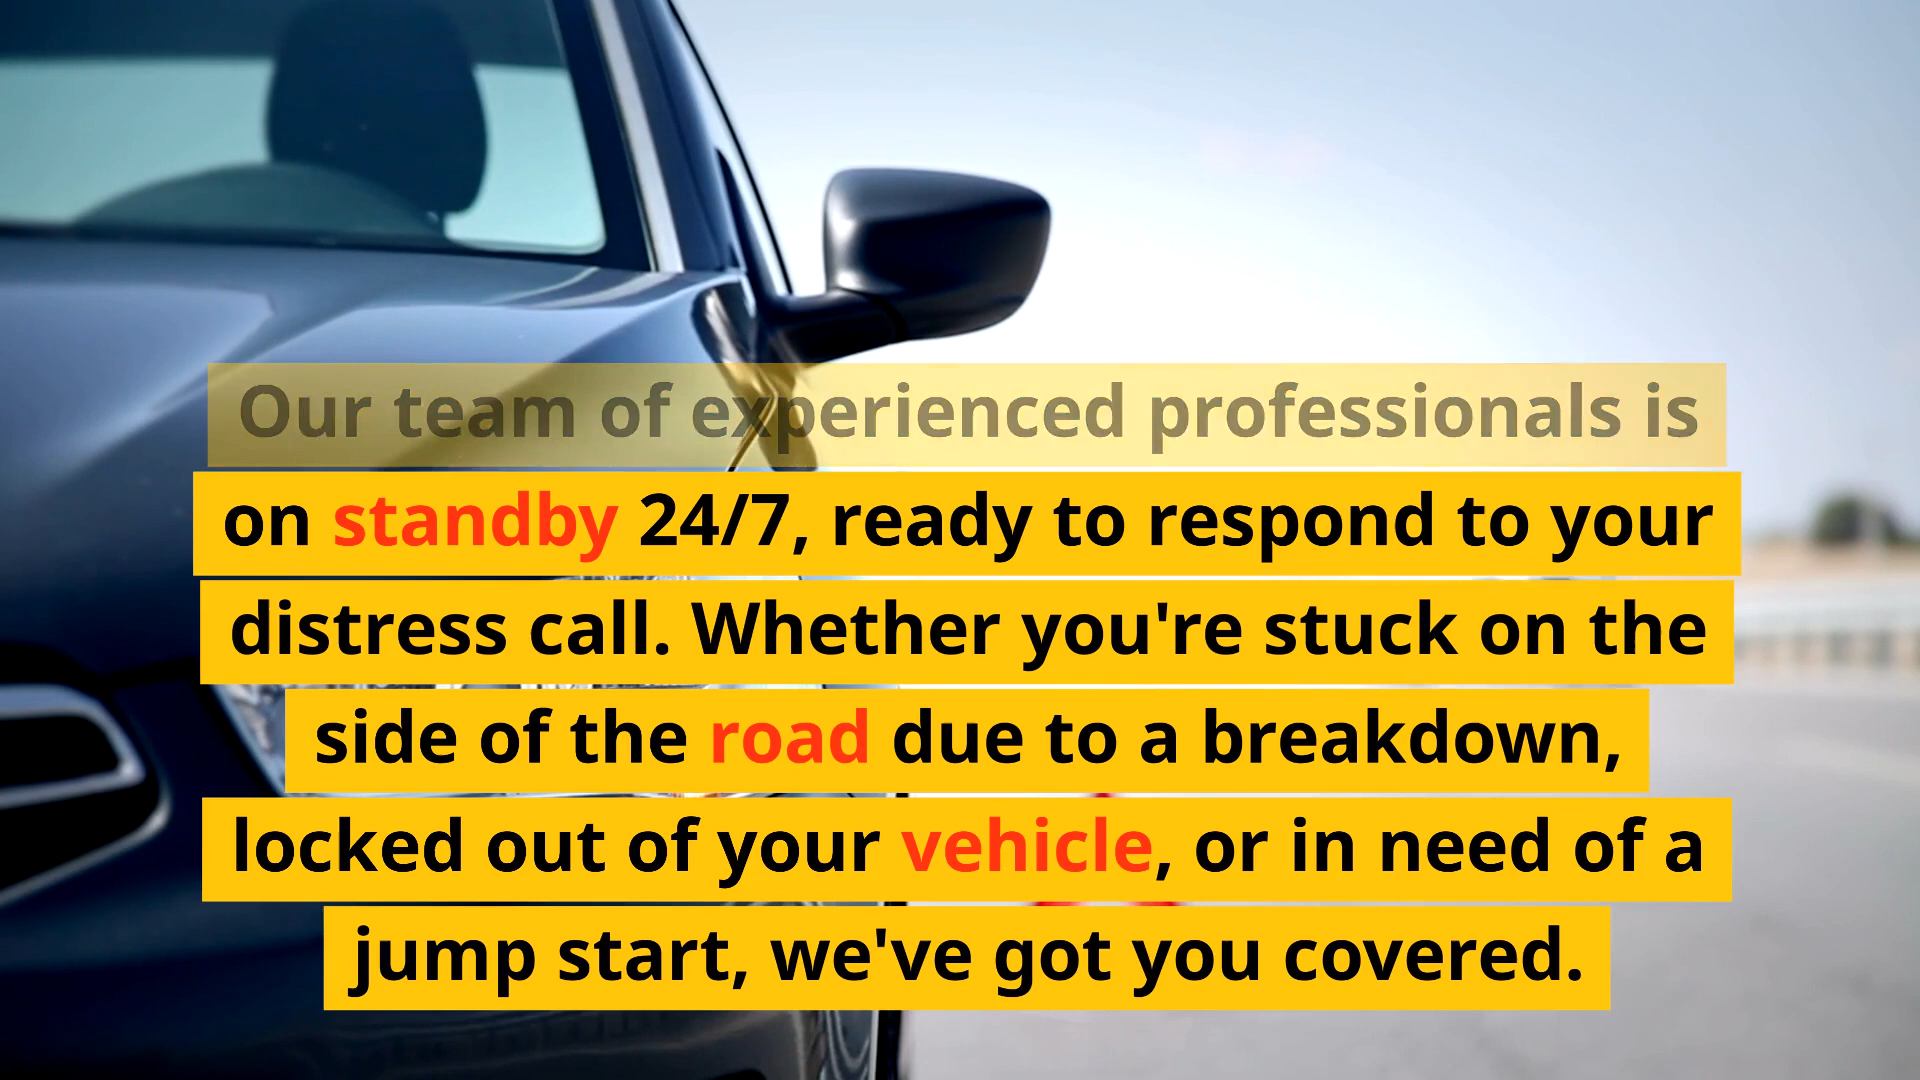 Our team of experienced professionals is
on standby 24/7, ready to respond to your
distress call. Whether you're stuck on the
side of the road due to a breakdown,
locked out of your vehicle, or in need of a
jump start, we've got you covered.